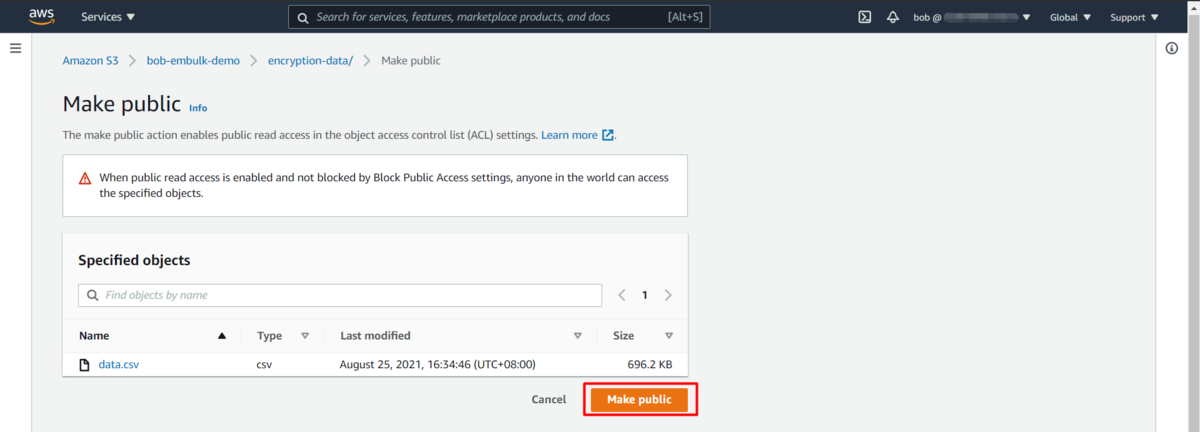 aws Services ▼ Search for services, features, marketplace products, and docs [Alt+S] bob @ ▼ Global ▼ Support ▼
Amazon S3 > bob-embulk-demo > encryption-data/ > Make public
Make public Info
The make public action enables public read access in the object access control list (ACL) settings. Learn more.
When public read access is enabled and not blocked by Block Public Access settings, anyone in the world can access
the specified objects.
Specified objects
Find objects by name < 1 >
Name ▲ Type ▽ Last modified ▽ Size ▽
data.csv csv August 25, 2021, 16:34:46 (UTC+08:00) 696.2 KB
Cancel Make public